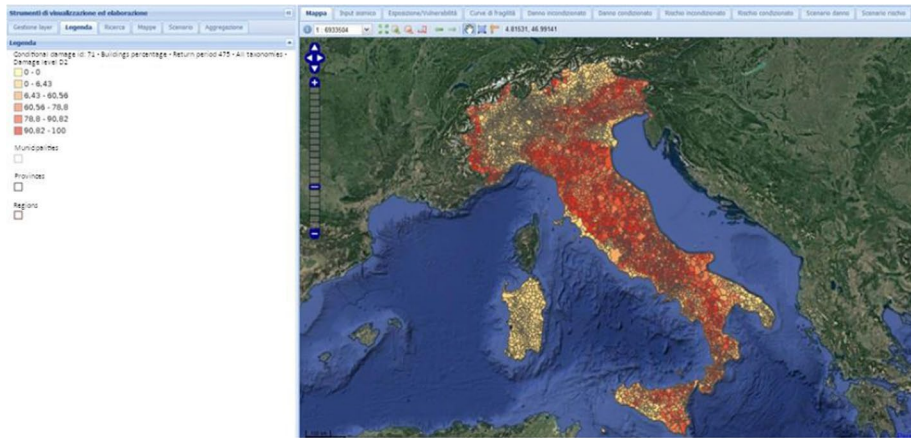 Strumenti di visualizzazione ed elaborazione
Gestione layer Legenda Ricerca Mappe Scenario Aggregazione
Legenda
Conditional damage id: 71 - Buildings percentage - Return period 475 - All taxonomies -
Damage level D2
0 - 0
0 - 6,43
6,43 - 60,56
60,56 - 78,8
78,8 - 90,82
90,82 - 100
Municipalities
Provinces
Regions
Mappa Input sismico Esposizione/Vulnerabilità Curve di fragilità Danno incondizionato Danno condizionato Rischio incondizionato Rischio condizionato Scenario danno Scenario rischio
1 : 6933504 4.81631, 46.99141